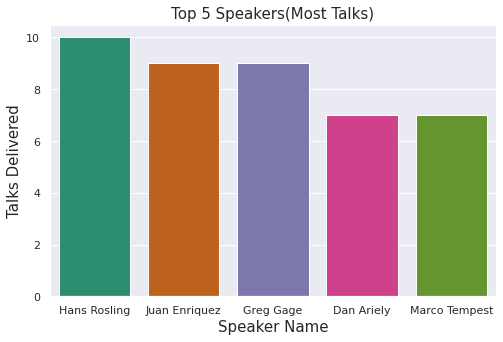 Top 5 Speakers(Most Talks)
Talks Delivered
10
8
6
4
2
0
Hans Rosling Juan Enriquez Greg Gage Dan Ariely Marco Tempest
Speaker Name